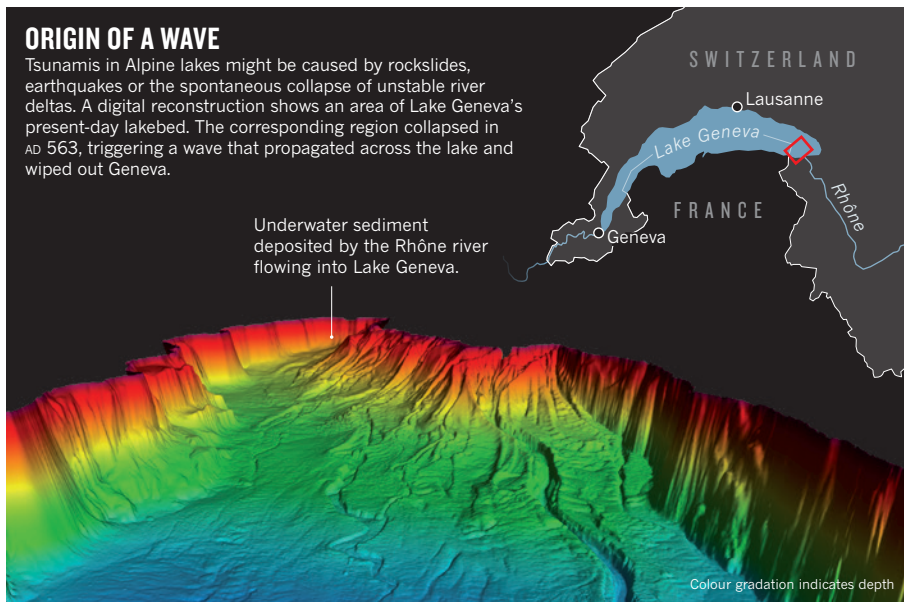 ORIGIN OF A WAVE
Tsunamis in Alpine lakes might be caused by rockslides,
earthquakes or the spontaneous collapse of unstable river
deltas. A digital reconstruction shows an area of Lake Geneva's
present-day lakebed. The corresponding region collapsed in
AD 563, triggering a wave that propagated across the lake and
wiped out Geneva.
SWITZERLAND
Lausanne
Lake Geneva
Rhône
FRANCE
Geneva
Underwater sediment
deposited by the Rhône river
flowing into Lake Geneva.
Colour gradation indicates depth